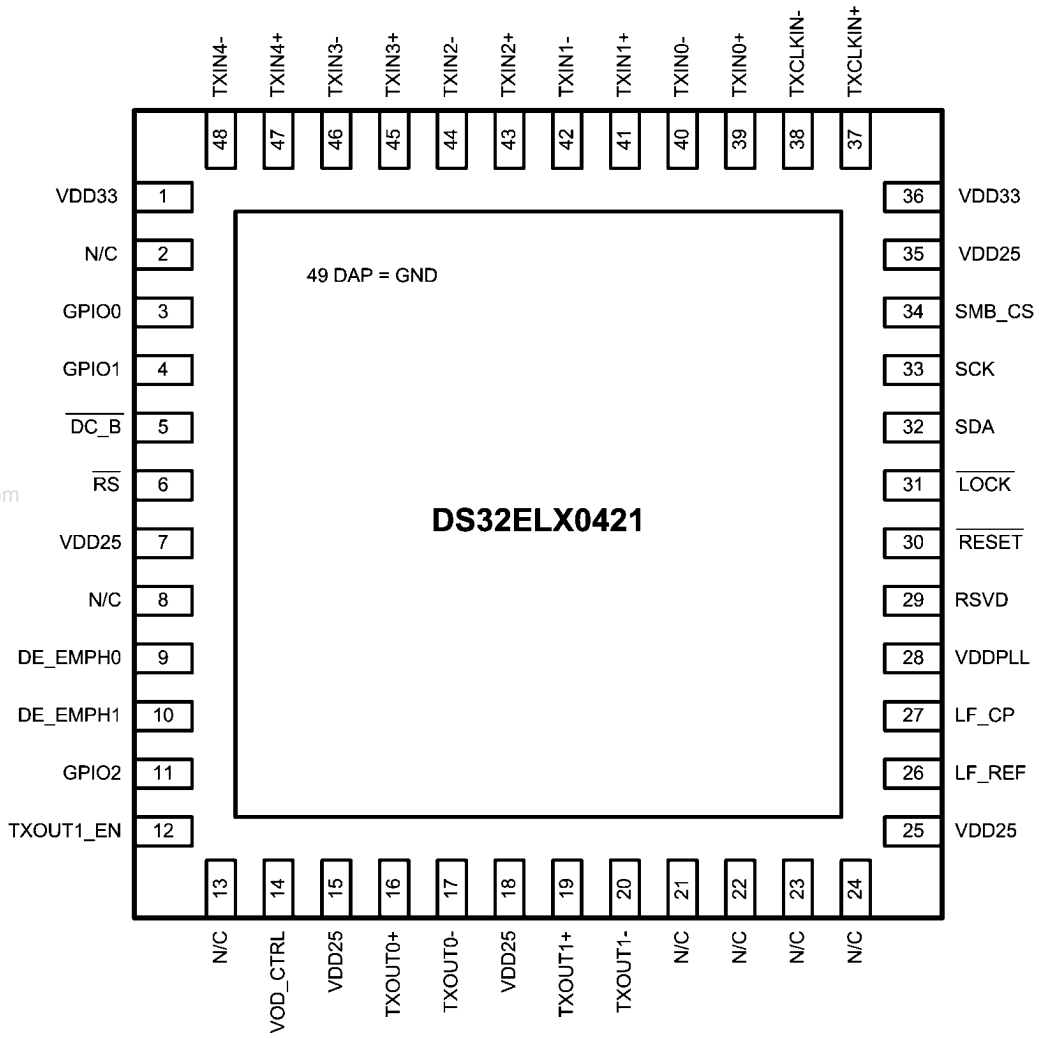 TXIN4-
TXIN4+
TXIN3-
TXIN3+
TXIN2-
TXIN2+
TXIN1-
TXIN1+
TXIN0-
TXIN0+
TXCLKIN-
TXCLKIN+
48
47
46
45
44
43
42
41
40
39
38
37
VDD33 1
N/C 2
GPIO0 3
GPIO1 4
DC_B 5
RS 6
VDD25 7
N/C 8
DE_EMPH0 9
DE_EMPH1 10
GPIO2 11
TXOUT1_EN 12
49 DAP = GND
DS32ELX0421
36 VDD33
35 VDD25
34 SMB_CS
33 SCK
32 SDA
31 LOCK
30 RESET
29 RSVD
28 VDDPLL
27 LF_CP
26 LF_REF
25 VDD25
13
14
15
16
17
18
19
20
21
22
23
24
N/C
VOD_CTRL
VDD25
TXOUT0+
TXOUT0-
VDD25
TXOUT1+
TXOUT1-
N/C
N/C
N/C
N/C